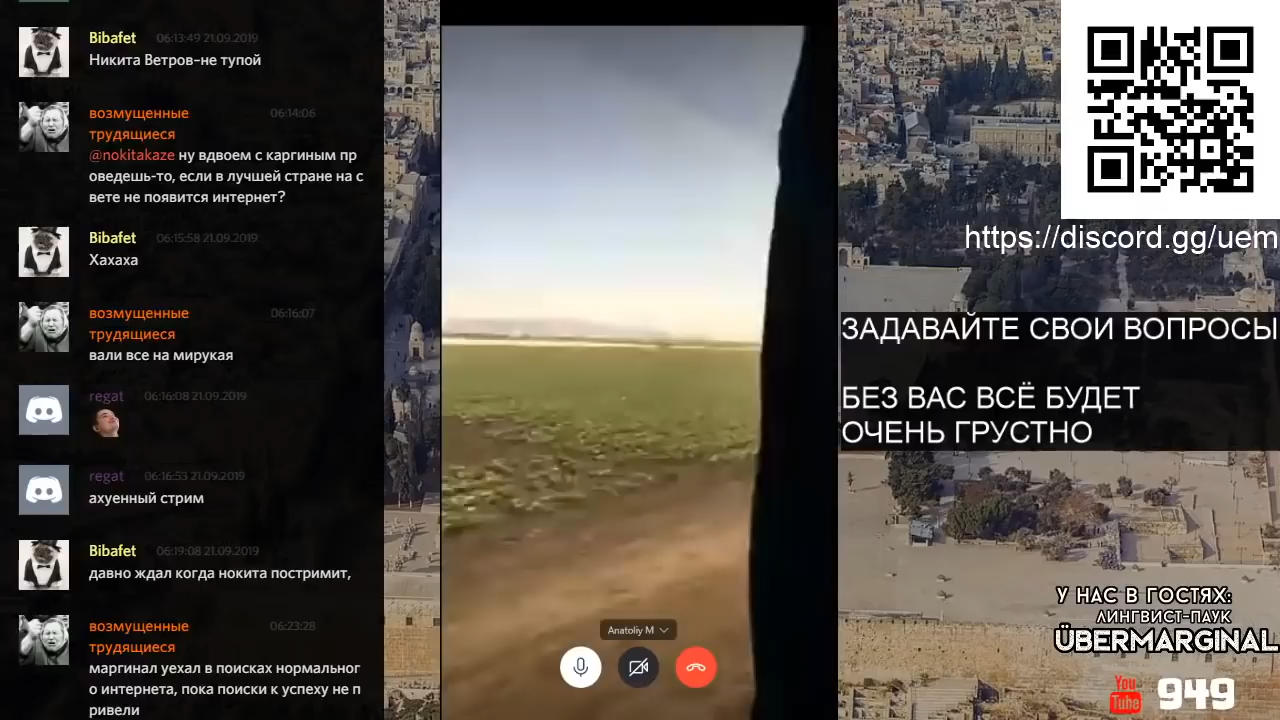 Bibafet 06:13:49 21.09.2019
Никита Ветров-не тупой
возмущенные 06:14:06
трудящиеся
@nokitakaze ну вдвоем с каргиным пр
оведешь-то, если в лучшей стране на с
вете не появится интернет?
Bibafet 06:15:58 21.09.2019
Хахаха
возмущенные 06:16:07
трудящиеся
вали все на мирукая
regat 06:16:08 21.09.2019
regat 06:16:53 21.09.2019
ахуенный стрим
Bibafet 06:19:08 21.09.2019
давно ждал когда нокита постримит,
возмущенные 06:23:28
трудящиеся
маржинал уехал в поисках нормальног
о интернета, пока поиски к успеху не п
ривели
Anatoliy M
https://discord.gg/uem
ЗАДАВАЙТЕ СВОИ ВОПРОСЫ
БЕЗ ВАС ВСЁ БУДЕТ
ОЧЕНЬ ГРУСТНО
У НАС В ГОСТЯХ:
ЛИНГВИСТ-ПАУК
ÜBERMARGINAL
You Tube 949